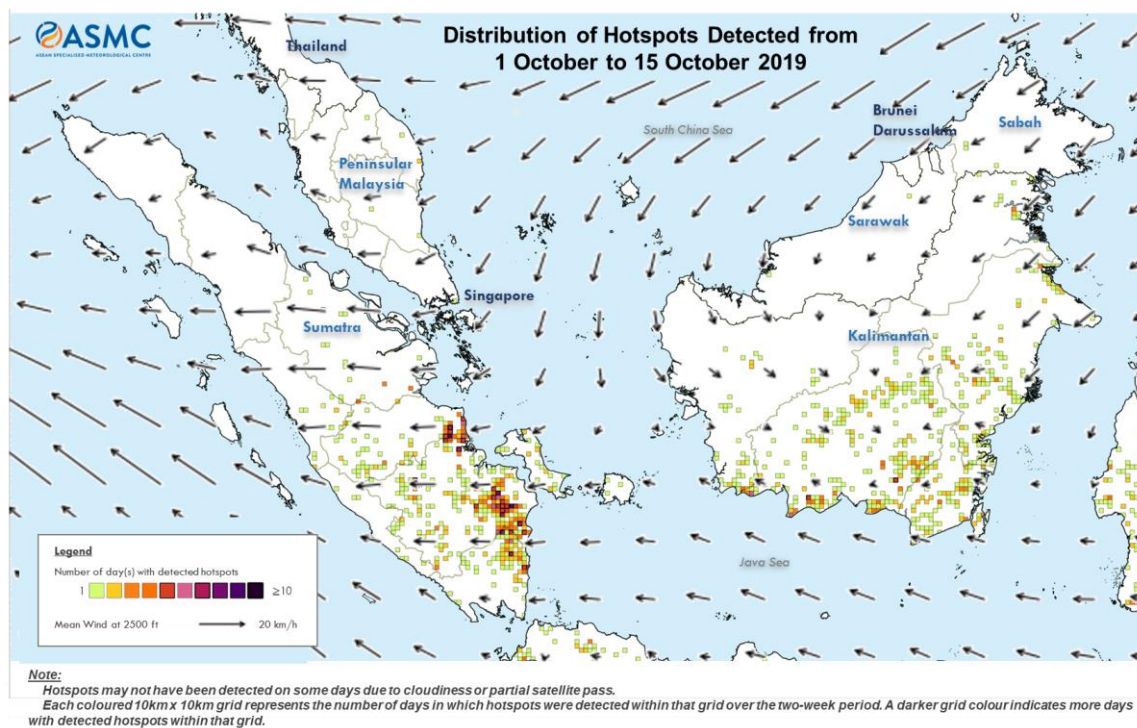 ASMC
ASEAN SPECIALISED METEOROLOGICAL CENTRE
Distribution of Hotspots Detected from
1 October to 15 October 2019
Thailand
South China Sea
Brunei
Darussalam
Sabah
Peninsular
Malaysia
Sarawak
Singapore
Sumatra
Kalimantan
Java Sea
Legend
Number of day(s) with detected hotspots
1 ≥10
Mean Wind at 2500 ft 20 km/h
Note:
Hotspots may not have been detected on some days due to cloudiness or partial satellite pass.
Each coloured 10km x 10km grid represents the number of days in which hotspots were detected within that grid over the two-week period. A darker grid colour indicates more days
with detected hotspots within that grid.